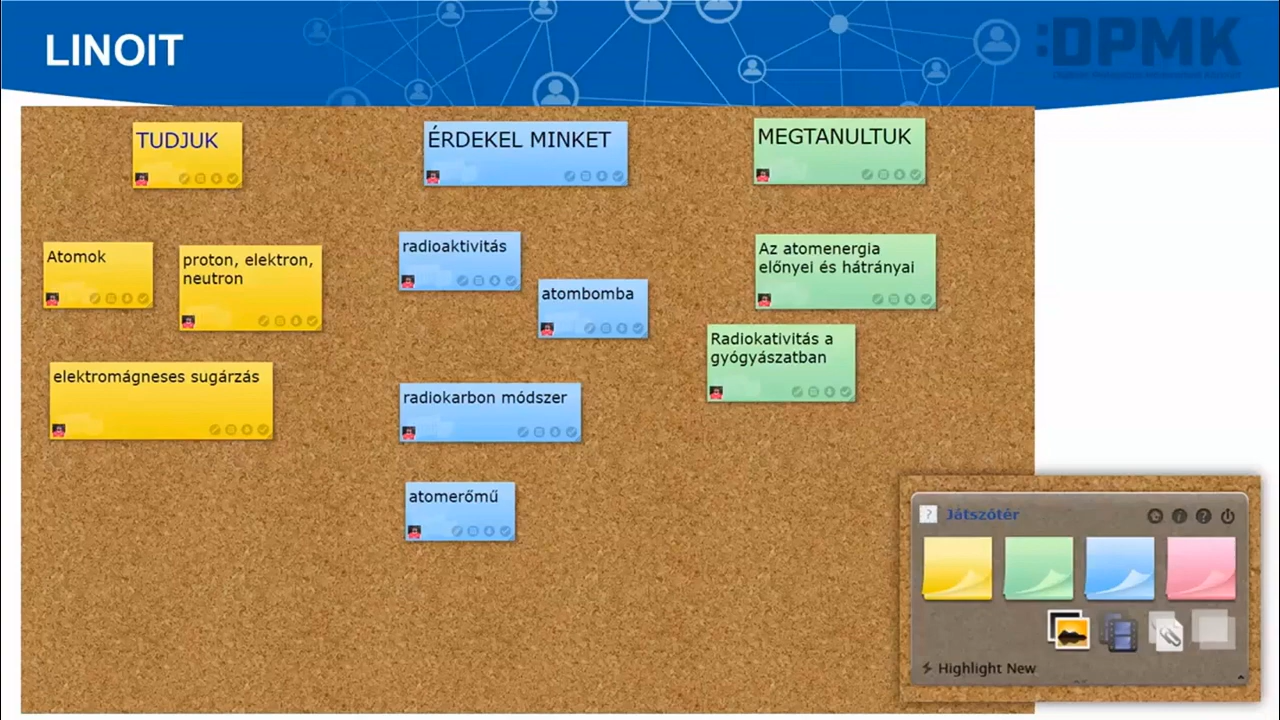 LINOIT
:DPMK
TUDJUK
ÉRDEKEL MINKET
MEGTANULTUK
Atomok
proton, elektron,
neutron
elektromágneses sugárzás
radioaktivitás
atombomba
radiokarbon módszer
atomerőmű
Az atomenergia
előnyei és hátrányai
Radiokativitás a
gyógyászatban
? Játszótér
Highlight New